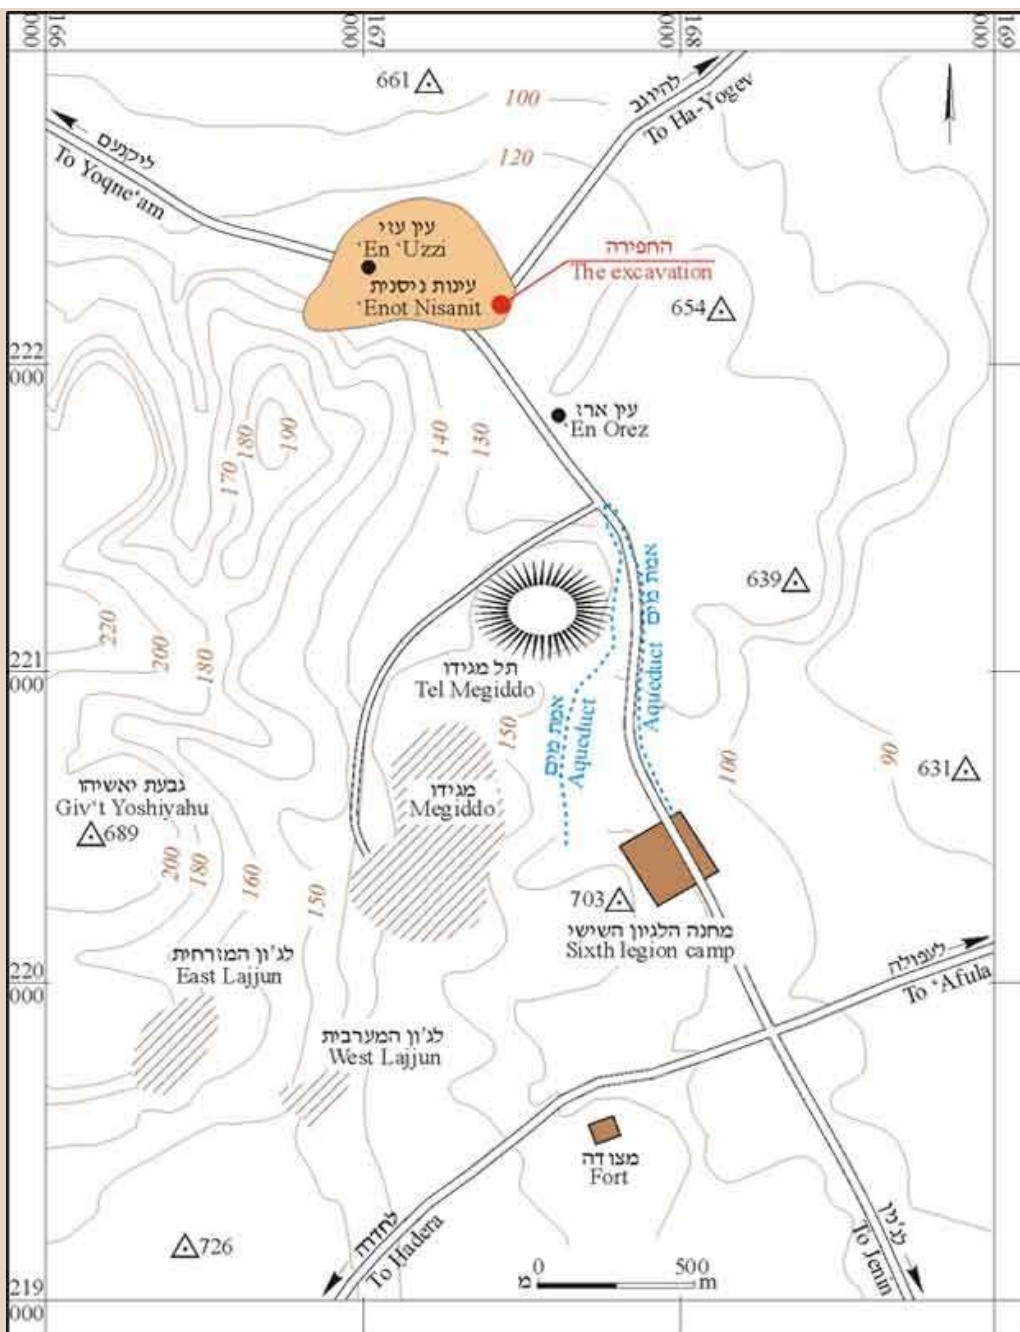 166
000
167
000
168
000
169
000
661
100
להיוגב
To Ha-Yogev
ליקנעם
To Yoqne‘am
120
עין עוזי
‘En ‘Uzzi
החפירה
The excavation
עינות ניסנית
‘Enot Nisanit
654
222
000
עין ארז
‘En Orez
140
130
190
180
170
639
220
200
180
אמת מים
Aqueduct
221
000
תל מגידו
Tel Megiddo
150
אמת מים
Aqueduct
100
90
631
גבעת יאשיהו
Giv‘t Yoshiyahu
689
מגידו
Megiddo
200
180
160
150
703
מחנה הלגיון השישי
Sixth legion camp
לג'ון המזרחית
East Lajjun
220
000
לעפולה
To ‘Afula
לג'ון המערבית
West Lajjun
מצודה
Fort
726
לחדרה
To Hadera
לג'נין
To Jenin
מ 0 500 m
219
000